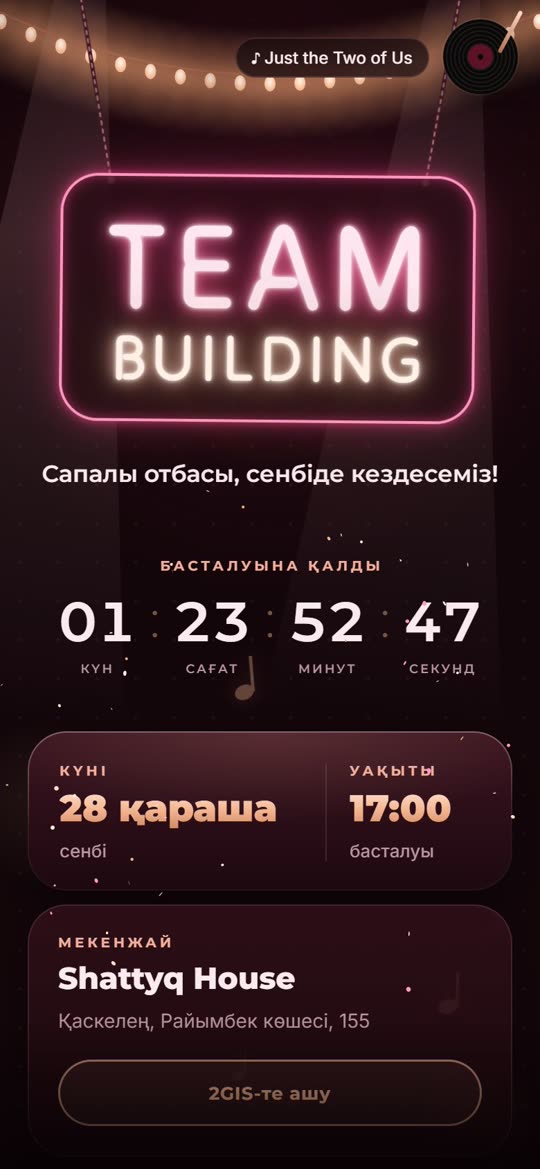 ♪ Just the Two of Us
TEAM
BUILDING
Сапалы отбасы, сенбіде кездесеміз!
БАСТАЛУЫНА ҚАЛДЫ
01 : 23 : 52 : 47
КҮН САҒАТ МИНУТ СЕКУНД
КҮНІ УАҚЫТЫ
28 қараша 17:00
сенбі басталуы
МЕКЕНЖАЙ
Shattyq House
Қаскелең, Райымбек көшесі, 155
2GIS-те ашу